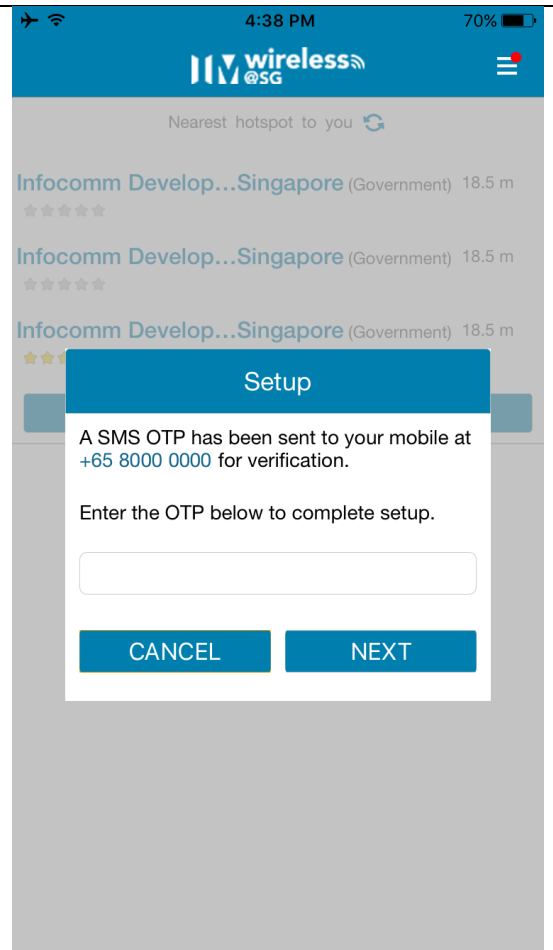 4:38 PM
70%
wireless
@SG
Nearest hotspot to you
Infocomm Develop...Singapore (Government) 18.5 m
Infocomm Develop...Singapore (Government) 18.5 m
Infocomm Develop...Singapore (Government) 18.5 m
Setup
A SMS OTP has been sent to your mobile at
+65 8000 0000 for verification.
Enter the OTP below to complete setup.
CANCEL
NEXT